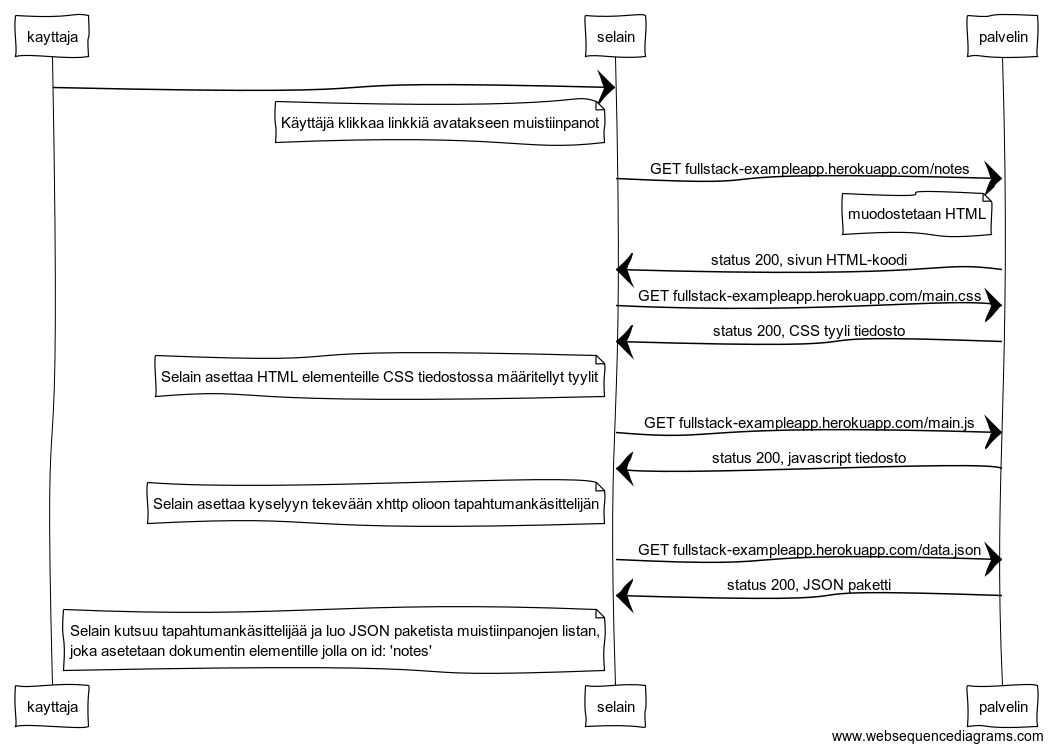 kayttaja
selain
palvelin
Käyttäjä klikkaa linkkiä avatakseen muistiinpanot
GET fullstack-exampleapp.herokuapp.com/notes
muodostetaan HTML
status 200, sivun HTML-koodi
GET fullstack-exampleapp.herokuapp.com/main.css
status 200, CSS tyyli tiedosto
Selain asettaa HTML elementeille CSS tiedostossa määritellyt tyylit
GET fullstack-exampleapp.herokuapp.com/main.js
status 200, javascript tiedosto
Selain asettaa kyselyyn tekevään xhttp olioon tapahtumankäsittelijän
GET fullstack-exampleapp.herokuapp.com/data.json
status 200, JSON paketti
Selain kutsuu tapahtumankäsittelijää ja luo JSON paketista muistiinpanojen listan,
joka asetetaan dokumentin elementille jolla on id: 'notes'
kayttaja
selain
palvelin
www.websequencediagrams.com